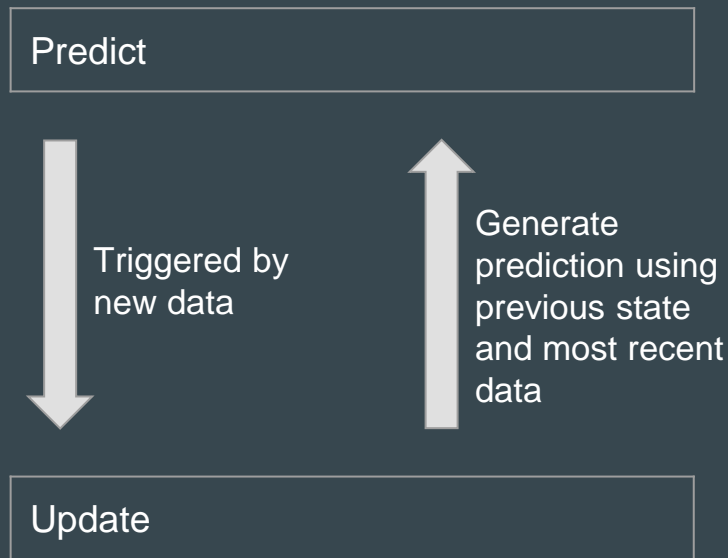 Predict
Triggered by
new data
Generate
prediction using
previous state
and most recent
data
Update